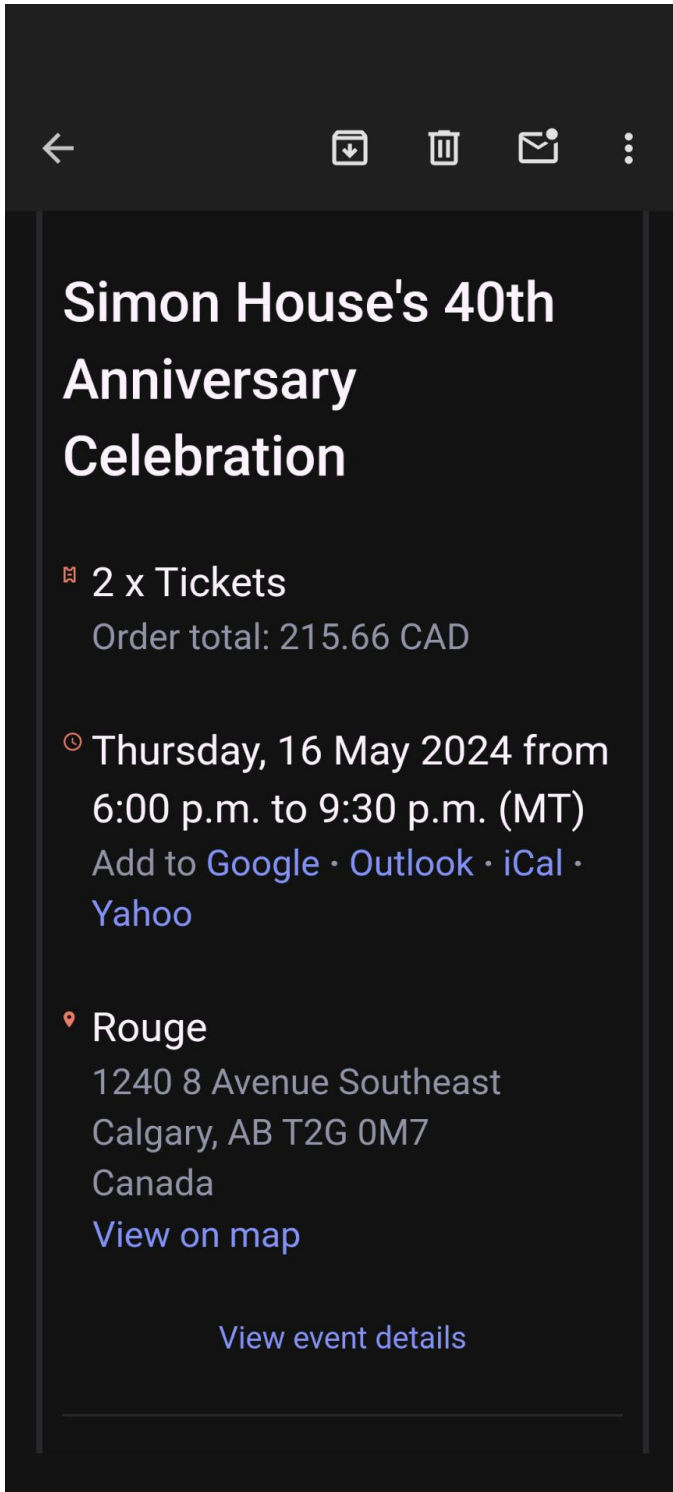 Simon House's 40th
Anniversary
Celebration
2 x Tickets
Order total: 215.66 CAD
Thursday, 16 May 2024 from
6:00 p.m. to 9:30 p.m. (MT)
Add to Google · Outlook · iCal ·
Yahoo
Rouge
1240 8 Avenue Southeast
Calgary, AB T2G 0M7
Canada
View on map
View event details